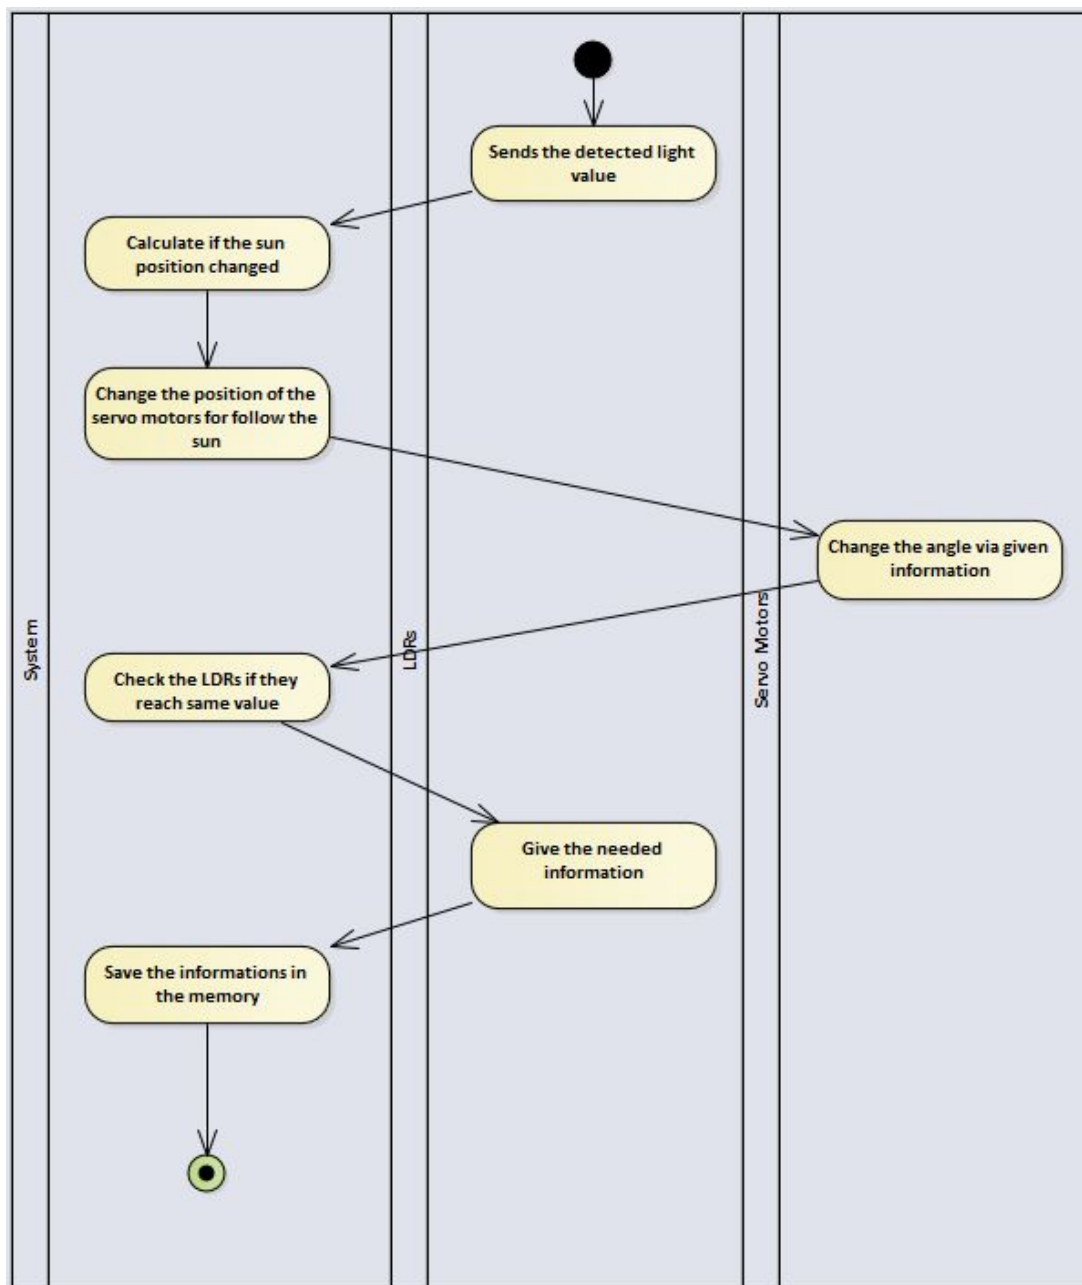 Sends the detected light
value
Calculate if the sun
position changed
Change the position of the
servo motors for follow the
sun
Change the angle via given
information
System
LDRs
Servo Motors
Check the LDRs if they
reach same value
Give the needed
information
Save the informations in
the memory